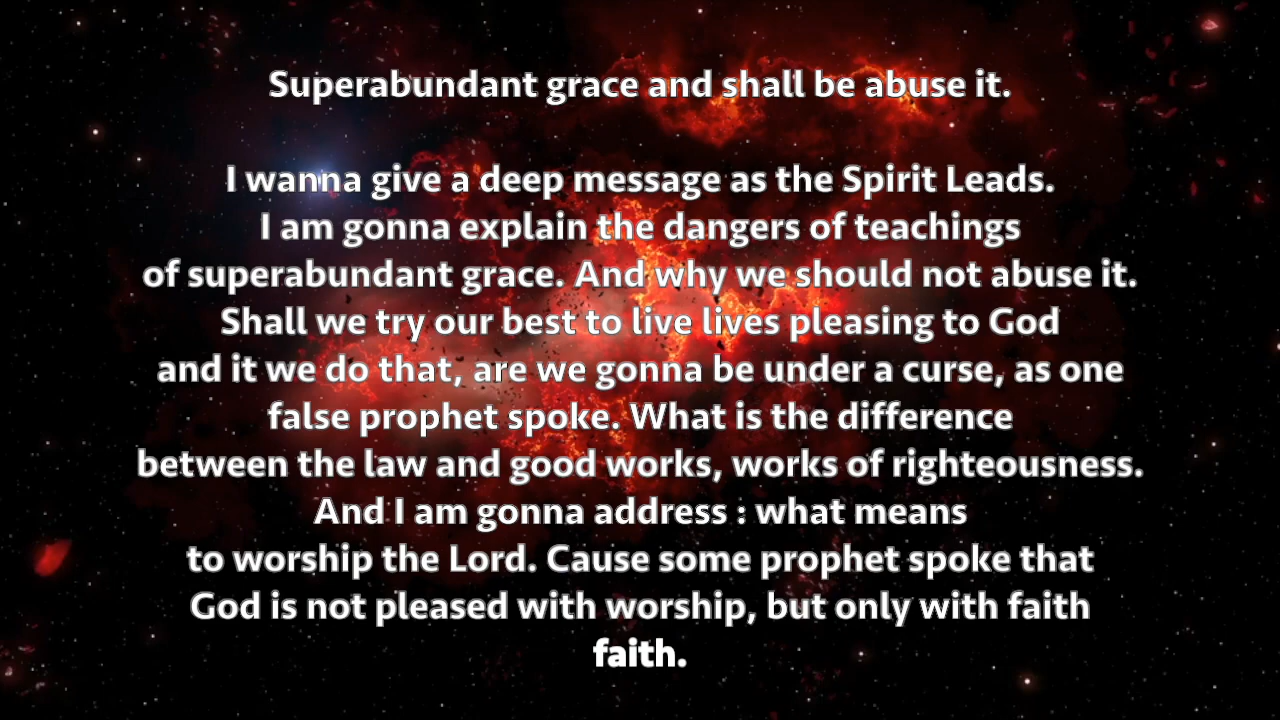 Superabundant grace and shall be abuse it.
I wanna give a deep message as the Spirit Leads.
I am gonna explain the dangers of teachings
of superabundant grace. And why we should not abuse it.
Shall we try our best to live lives pleasing to God
and it we do that, are we gonna be under a curse, as one
false prophet spoke. What is the difference
between the law and good works, works of righteousness.
And I am gonna address : what means
to worship the Lord. Cause some prophet spoke that
God is not pleased with worship, but only with faith
faith.